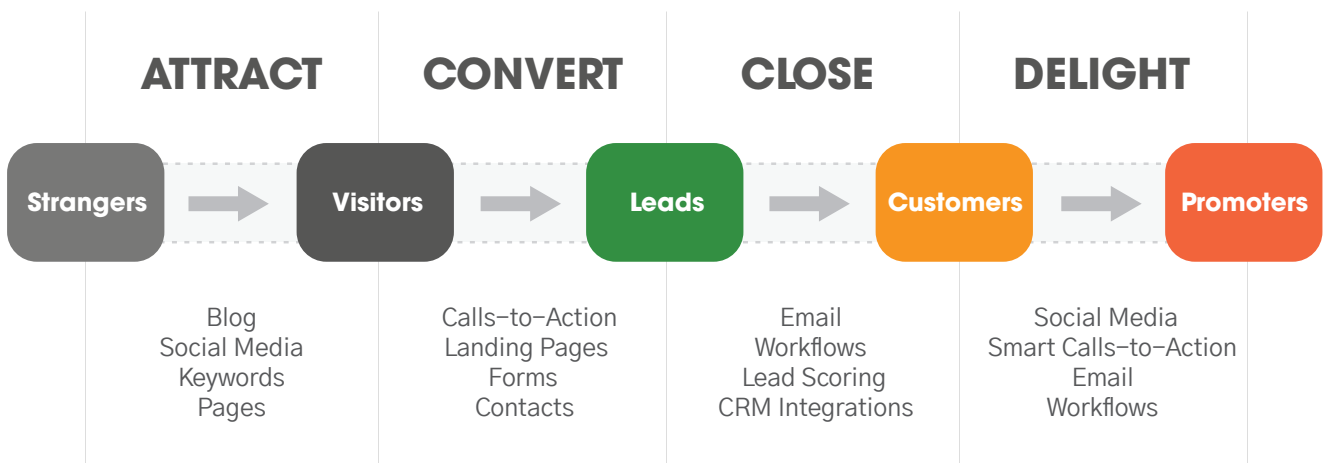 ATTRACT
CONVERT
CLOSE
DELIGHT
Strangers
Visitors
Leads
Customers
Promoters
Blog
Social Media
Keywords
Pages
Calls-to-Action
Landing Pages
Forms
Contacts
Email
Workflows
Lead Scoring
CRM Integrations
Social Media
Smart Calls-to-Action
Email
Workflows